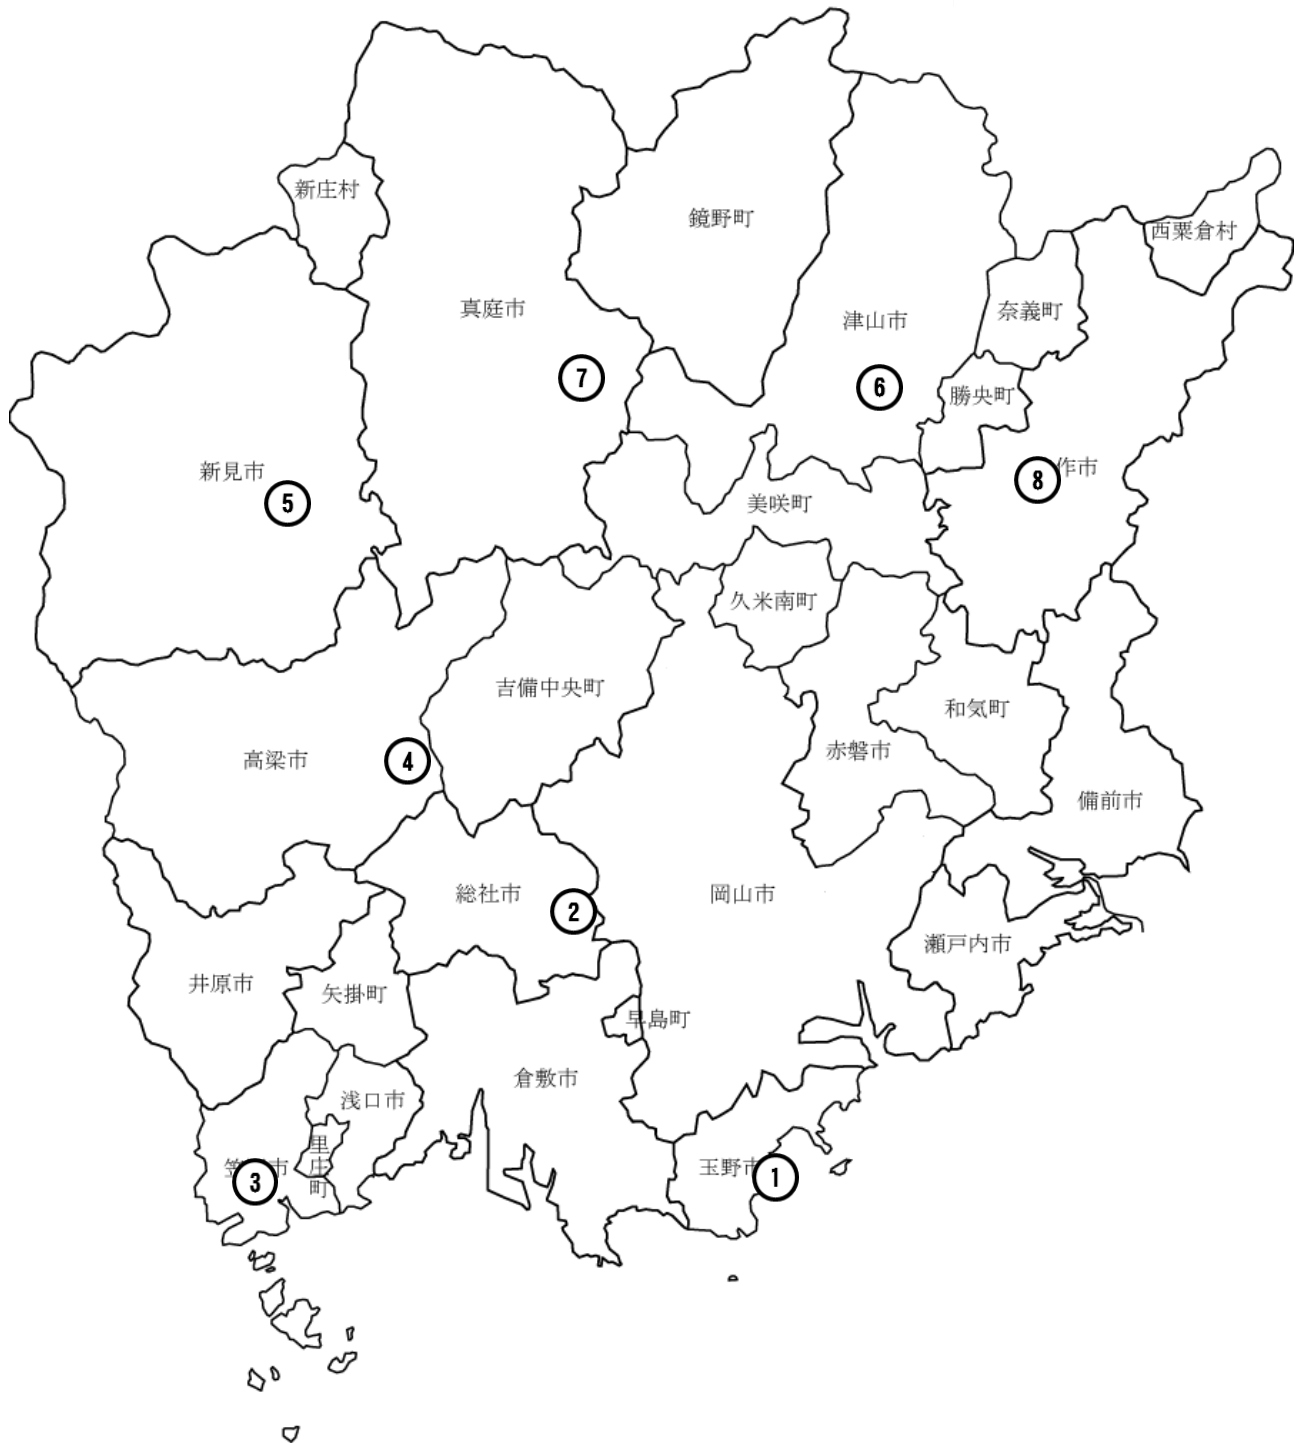 新庄村
鏡野町
西粟倉村
真庭市
奈義町
津山市
7
6
勝央町
新見市
8
作市
5
美咲町
久米南町
吉備中央町
和気町
高梁市
4
赤磐市
備前市
総社市
2
岡山市
瀬戸内市
井原市
矢掛町
早島町
倉敷市
浅口市
里庄町
玉野市
1
市
3